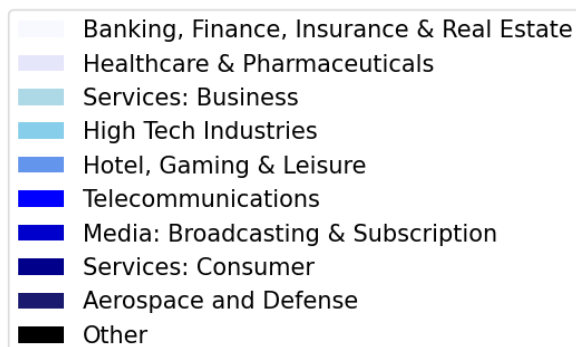 Banking, Finance, Insurance & Real Estate
Healthcare & Pharmaceuticals
Services: Business
High Tech Industries
Hotel, Gaming & Leisure
Telecommunications
Media: Broadcasting & Subscription
Services: Consumer
Aerospace and Defense
Other